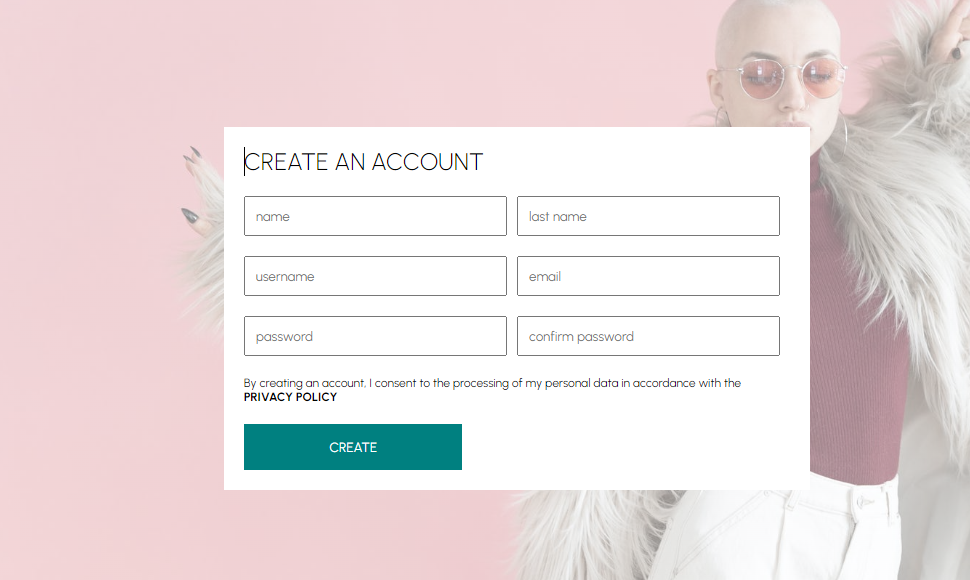 CREATE AN ACCOUNT
name
last name
username
email
password
confirm password
By creating an account, I consent to the processing of my personal data in accordance with the
PRIVACY POLICY
CREATE